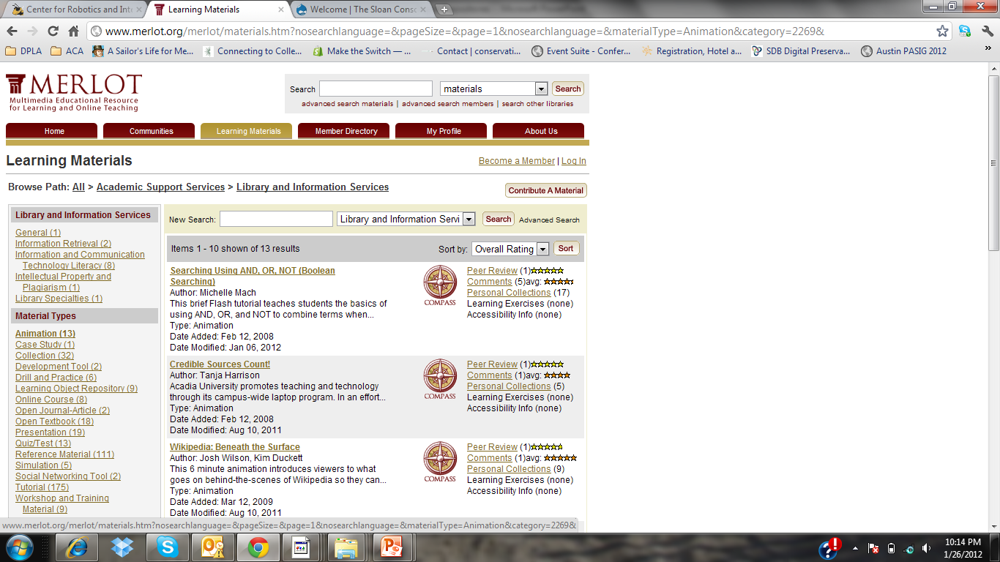 Center for Robotics and Inte
Learning Materials
Welcome | The Sloan Conso
www.merlot.org/merlot/materials.htm?nosearchlanguage=&pageSize=&page=1&nosearchlanguage=&materialType=Animation&category=2269&
DPLA ACA A Sailor's Life for Me... Connecting to Colle... Make the Switch — ... Contact | conservati... Event Suite - Confer... Registration, Hotel a... SDB Digital Preserva... Austin PASIG 2012 »
MERLOT
Multimedia Educational Resource
for Learning and Online Teaching
Search materials Search
advanced search materials | advanced search members | search other libraries
Home Communities Learning Materials Member Directory My Profile About Us
Learning Materials
Become a Member | Log In
Browse Path: All > Academic Support Services > Library and Information Services
Contribute A Material
Library and Information Services
General (1)
Information Retrieval (2)
Information and Communication
Technology Literacy (8)
Intellectual Property and
Plagiarism (1)
Library Specialties (1)
Material Types
Animation (13)
Case Study (1)
Collection (32)
Development Tool (2)
Drill and Practice (6)
Learning Object Repository (9)
Online Course (8)
Open Journal-Article (2)
Open Textbook (18)
Presentation (19)
Quiz/Test (13)
Reference Material (111)
Simulation (5)
Social Networking Tool (2)
Tutorial (175)
Workshop and Training
Material (9)
New Search: Library and Information Servi Search Advanced Search
Items 1 - 10 shown of 13 results
Sort by: Overall Rating Sort
Searching Using AND, OR, NOT (Boolean
Searching)
Author: Michelle Mach
This brief Flash tutorial teaches students the basics of
using AND, OR, and NOT to combine terms when...
Type: Animation
Date Added: Feb 12, 2008
Date Modified: Jan 06, 2012
COMPASS
Peer Review (1)
Comments (5)avg:
Personal Collections (17)
Learning Exercises (none)
Accessibility Info (none)
Credible Sources Count!
Author: Tanja Harrison
Acadia University promotes teaching and technology
through its campus-wide laptop program. In an effort...
Type: Animation
Date Added: Feb 12, 2008
Date Modified: Aug 10, 2011
COMPASS
Peer Review (1)
Comments (1)avg:
Personal Collections (5)
Learning Exercises (none)
Accessibility Info (none)
Wikipedia: Beneath the Surface
Author: Josh Wilson, Kim Duckett
This 6 minute animation introduces viewers to what
goes on behind-the-scenes of Wikipedia so they can...
Type: Animation
Date Added: Mar 12, 2009
Date Modified: Aug 10, 2011
COMPASS
Peer Review (1)
Comments (1)avg:
Personal Collections (9)
Learning Exercises (none)
Accessibility Info (none)
www.merlot.org/merlot/materials.htm?nosearchlanguage=&pageSize=&page=1&nosearchlanguage=&materialType=Animation&category=2269&
10:14 PM
1/26/2012